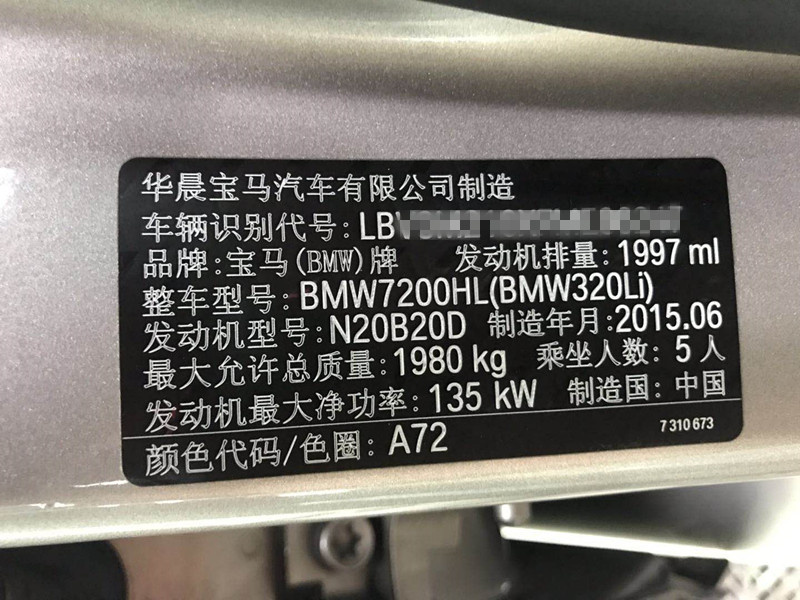 华晨宝马汽车有限公司制造
车辆识别代号: LBV
品牌:宝马(BMW)牌 发动机排量: 1997 ml
整车型号: BMW7200HL(BMW320Li)
发动机型号: N20B20D 制造年月: 2015.06
最大允许总质量: 1980 kg 乘坐人数: 5 人
发动机最大净功率: 135 kW 制造国: 中国
颜色代码/色圈: A72 7 310 673